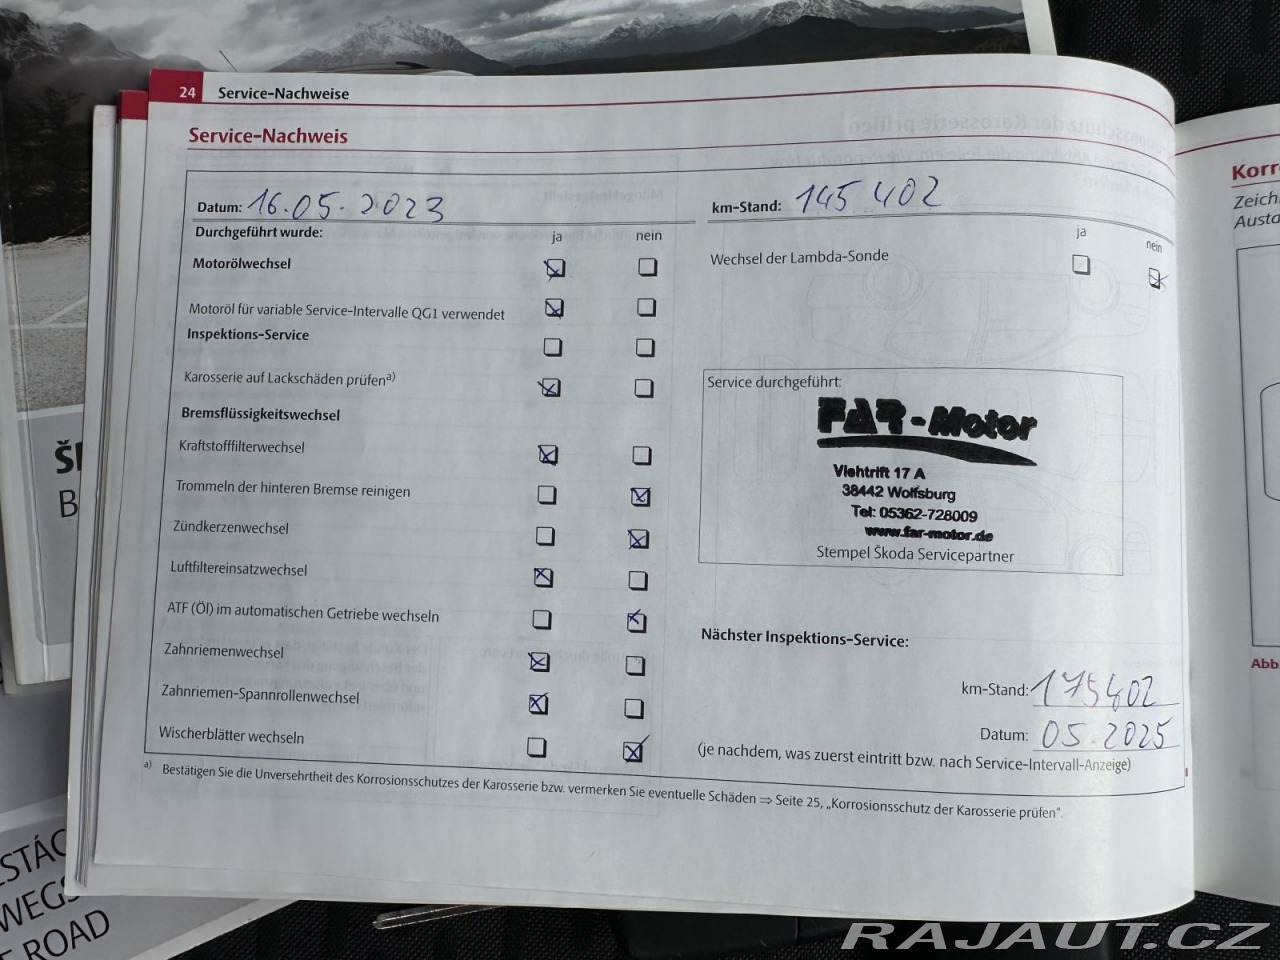 24 Service-Nachweise
Service-Nachweis
Datum: 16.05.2023
km-Stand: 145 402
Durchgeführt wurde: ja nein
ja nein
Motorölwechsel
Wechsel der Lambda-Sonde
Motoröl für variable Service-Intervalle QG1 verwendet
Inspektions-Service
Karosserie auf Lackschäden prüfen a)
Bremsflüssigkeitswechsel
Kraftstofffilterwechsel
Trommeln der hinteren Bremse reinigen
Zündkerzenwechsel
Luftfiltereinsatzwechsel
ATF (Öl) im automatischen Getriebe wechseln
Zahnriemenwechsel
Zahnriemen-Spannrollenwechsel
Wischerblätter wechseln
Service durchgeführt:
FAR-Motor
Viehtrift 17 A
38442 Wolfsburg
Tel: 05362-728009
www.far-motor.de
Stempel Škoda Servicepartner
Nächster Inspektions-Service:
km-Stand: 175402
Datum: 05.2025
(je nachdem, was zuerst eintritt bzw. nach Service-Intervall-Anzeige)
a) Bestätigen Sie die Unversehrtheit des Korrosionsschutzes der Karosserie bzw. vermerken Sie eventuelle Schäden ⇒ Seite 25, „Korrosionsschutz der Karosserie prüfen".
Korr
Zeich
Austa
Abb
ROAD
RAJAUT.CZ